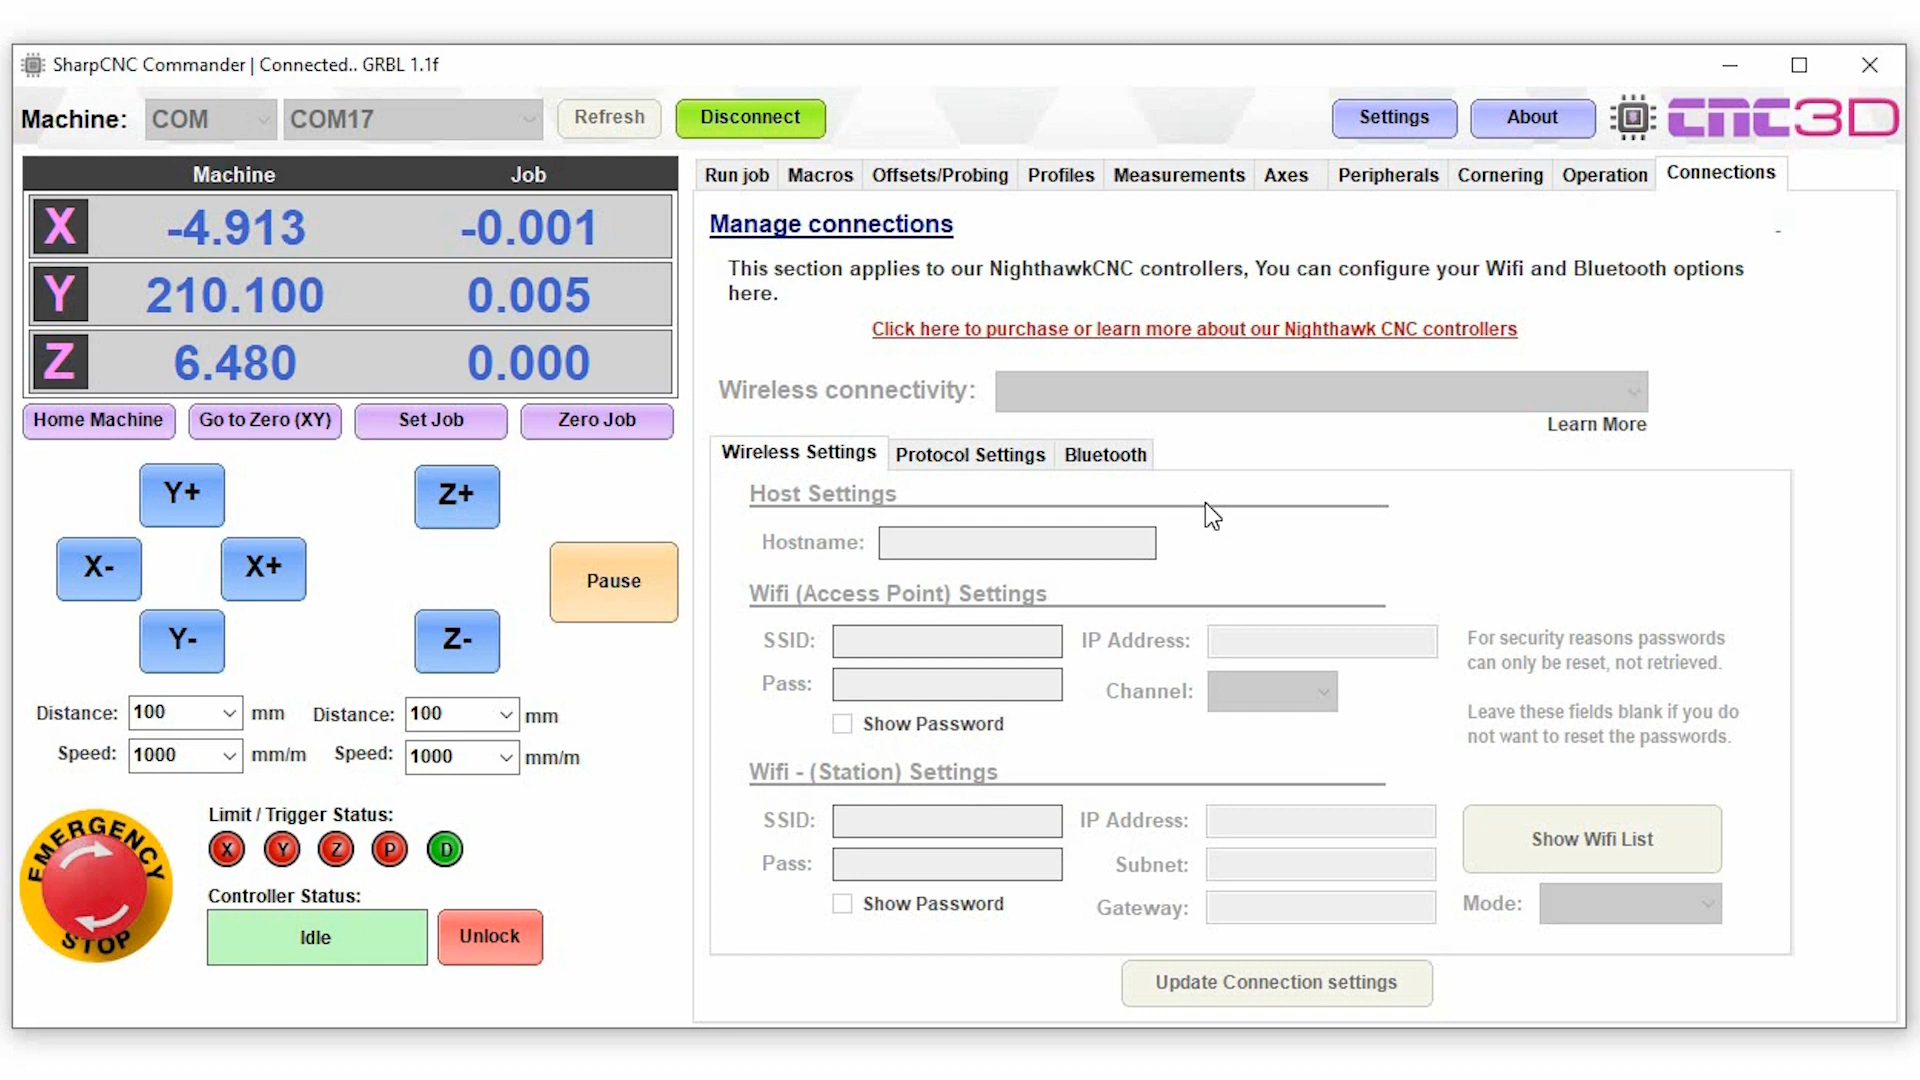 SharpCNC Commander | Connected.. GRBL 1.1f
Machine: COM COM17 Refresh Disconnect Settings About CNC3D
Machine Job
X -4.913 -0.001
Y 210.100 0.005
Z 6.480 0.000
Home Machine Go to Zero (XY) Set Job Zero Job
Y+ Z+
X- X+ Pause
Y- Z-
Distance: 100 mm Distance: 100 mm
Speed: 1000 mm/m Speed: 1000 mm/m
EMERGENCY
STOP
Limit / Trigger Status:
X Y Z P D
Controller Status:
Idle Unlock
Run job Macros Offsets/Probing Profiles Measurements Axes Peripherals Cornering Operation Connections
Manage connections
-
This section applies to our NighthawkCNC controllers, You can configure your Wifi and Bluetooth options
here.
Click here to purchase or learn more about our Nighthawk CNC controllers
Wireless connectivity:
Learn More
Wireless Settings Protocol Settings Bluetooth
Host Settings
Hostname:
Wifi (Access Point) Settings
SSID: IP Address:
Pass: Channel:
Show Password
For security reasons passwords
can only be reset, not retrieved.
Leave these fields blank if you do
not want to reset the passwords.
Wifi - (Station) Settings
SSID: IP Address:
Pass: Subnet:
Show Password Gateway:
Show Wifi List
Mode:
Update Connection settings